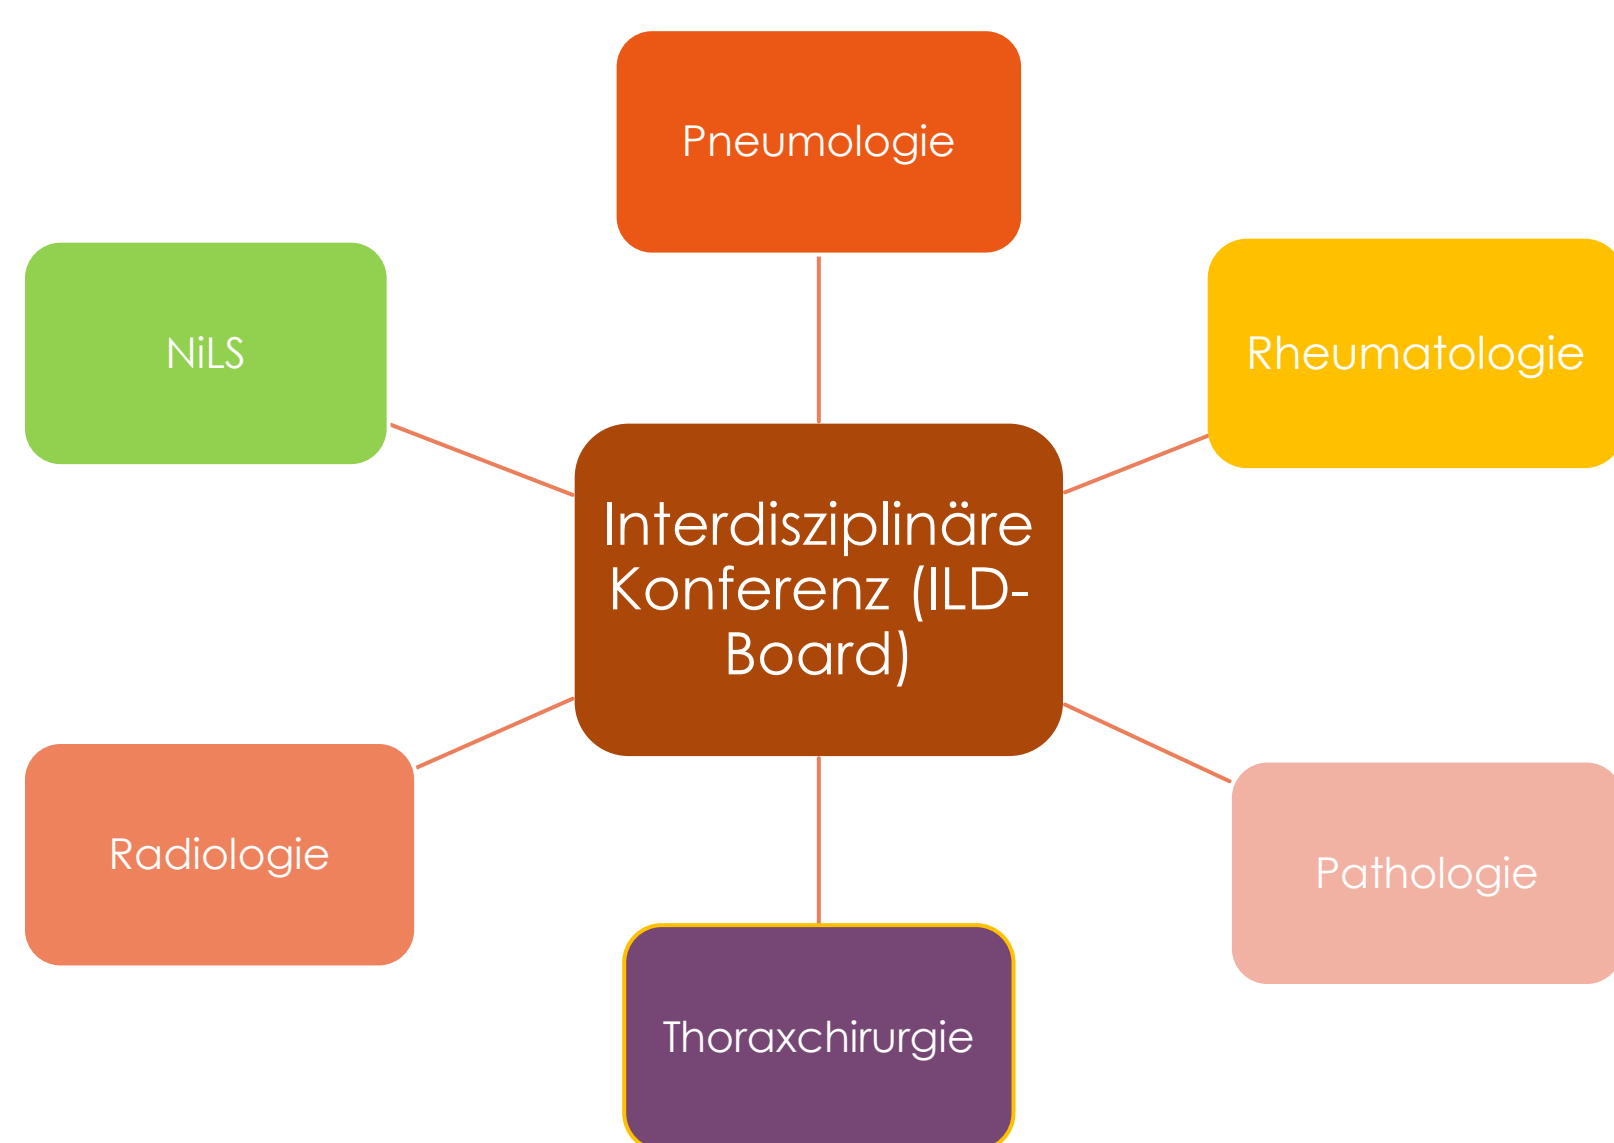 Pneumologie
NiLS
Rheumatologie
Interdisziplinäre
Konferenz (ILD-
Board)
Radiologie
Pathologie
Thoraxchirurgie